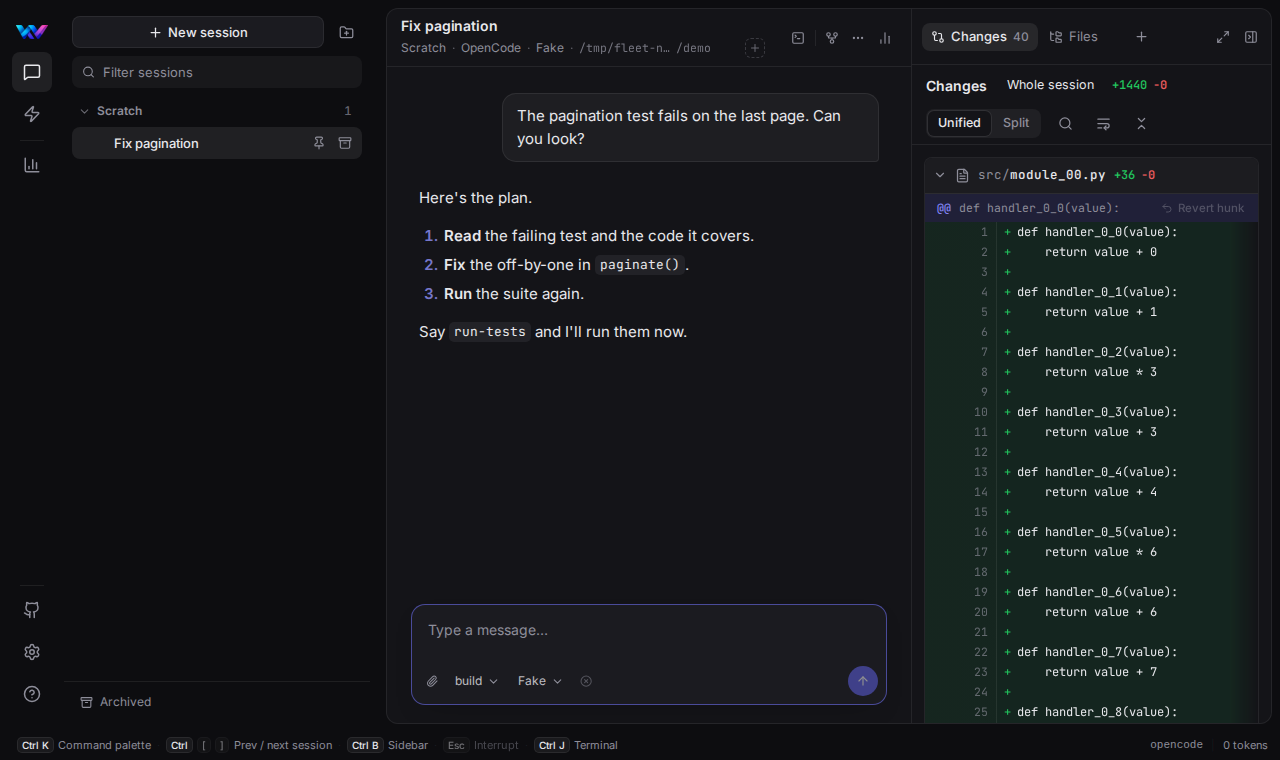 New session
Filter sessions
Scratch 1
Fix pagination
Archived
Fix pagination
Scratch · OpenCode · Fake · /tmp/fleet-n… /demo
The pagination test fails on the last page. Can
you look?
Here's the plan.
1. Read the failing test and the code it covers.
2. Fix the off-by-one in paginate().
3. Run the suite again.
Say run-tests and I'll run them now.
Type a message...
build Fake
Changes 40 Files
Changes Whole session +1440 -0
Unified Split
src/module_00.py +36 -0
@@ def handler_0_0(value): Revert hunk
1 + def handler_0_0(value):
2 + return value + 0
3 +
4 + def handler_0_1(value):
5 + return value + 1
6 +
7 + def handler_0_2(value):
8 + return value * 3
9 +
10 + def handler_0_3(value):
11 + return value + 3
12 +
13 + def handler_0_4(value):
14 + return value + 4
15 +
16 + def handler_0_5(value):
17 + return value * 6
18 +
19 + def handler_0_6(value):
20 + return value + 6
21 +
22 + def handler_0_7(value):
23 + return value + 7
24 +
25 + def handler_0_8(value):
Ctrl K Command palette Ctrl [ ] Prev / next session Ctrl B Sidebar Esc Interrupt Ctrl J Terminal opencode 0 tokens